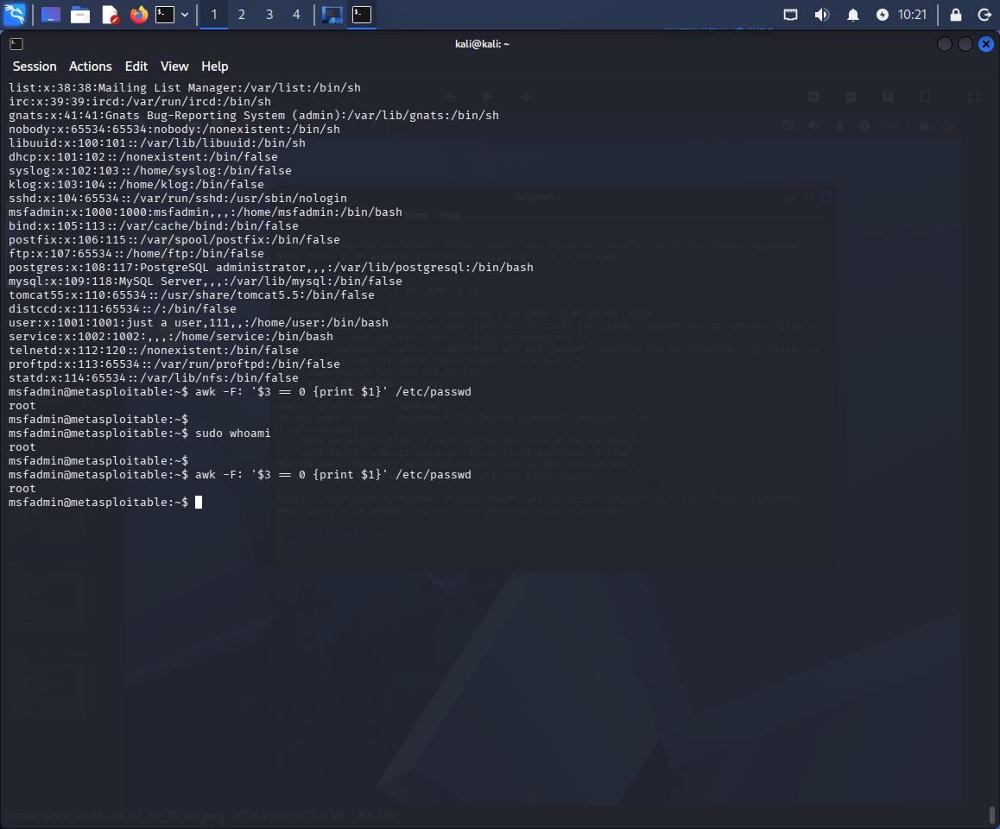 1 2 3 4 10:21
kali@kali: ~
Session Actions Edit View Help
list:x:38:38:Mailing List Manager:/var/list:/bin/sh
irc:x:39:39:ircd:/var/run/ircd:/bin/sh
gnats:x:41:41:Gnats Bug-Reporting System (admin):/var/lib/gnats:/bin/sh
nobody:x:65534:65534:nobody:/nonexistent:/bin/sh
libuuid:x:100:101::/var/lib/libuuid:/bin/sh
dhcp:x:101:102::/nonexistent:/bin/false
syslog:x:102:103::/home/syslog:/bin/false
klog:x:103:104::/home/klog:/bin/false
sshd:x:104:65534::/var/run/sshd:/usr/sbin/nologin
msfadmin:x:1000:1000:msfadmin,,,:/home/msfadmin:/bin/bash
bind:x:105:113::/var/cache/bind:/bin/false
postfix:x:106:115::/var/spool/postfix:/bin/false
ftp:x:107:65534::/home/ftp:/bin/false
postgres:x:108:117:PostgreSQL administrator,,,:/var/lib/postgresql:/bin/bash
mysql:x:109:118:MySQL Server,,,:/var/lib/mysql:/bin/false
tomcat55:x:110:65534::/usr/share/tomcat5.5:/bin/false
distccd:x:111:65534::/:/bin/false
user:x:1001:1001:just a user,111,,:/home/user:/bin/bash
service:x:1002:1002:,,,:/home/service:/bin/bash
telnetd:x:112:120::/nonexistent:/bin/false
proftpd:x:113:65534::/var/run/proftpd:/bin/false
statd:x:114:65534::/var/lib/nfs:/bin/false
msfadmin@metasploitable:~$ awk -F: '$3 == 0 {print $1}' /etc/passwd
root
msfadmin@metasploitable:~$
msfadmin@metasploitable:~$ sudo whoami
root
msfadmin@metasploitable:~$
msfadmin@metasploitable:~$ awk -F: '$3 == 0 {print $1}' /etc/passwd
root
msfadmin@metasploitable:~$
Screenshot_2026-10-07_10_11_40.png 1158 x 960 527.6 kB 83.5%